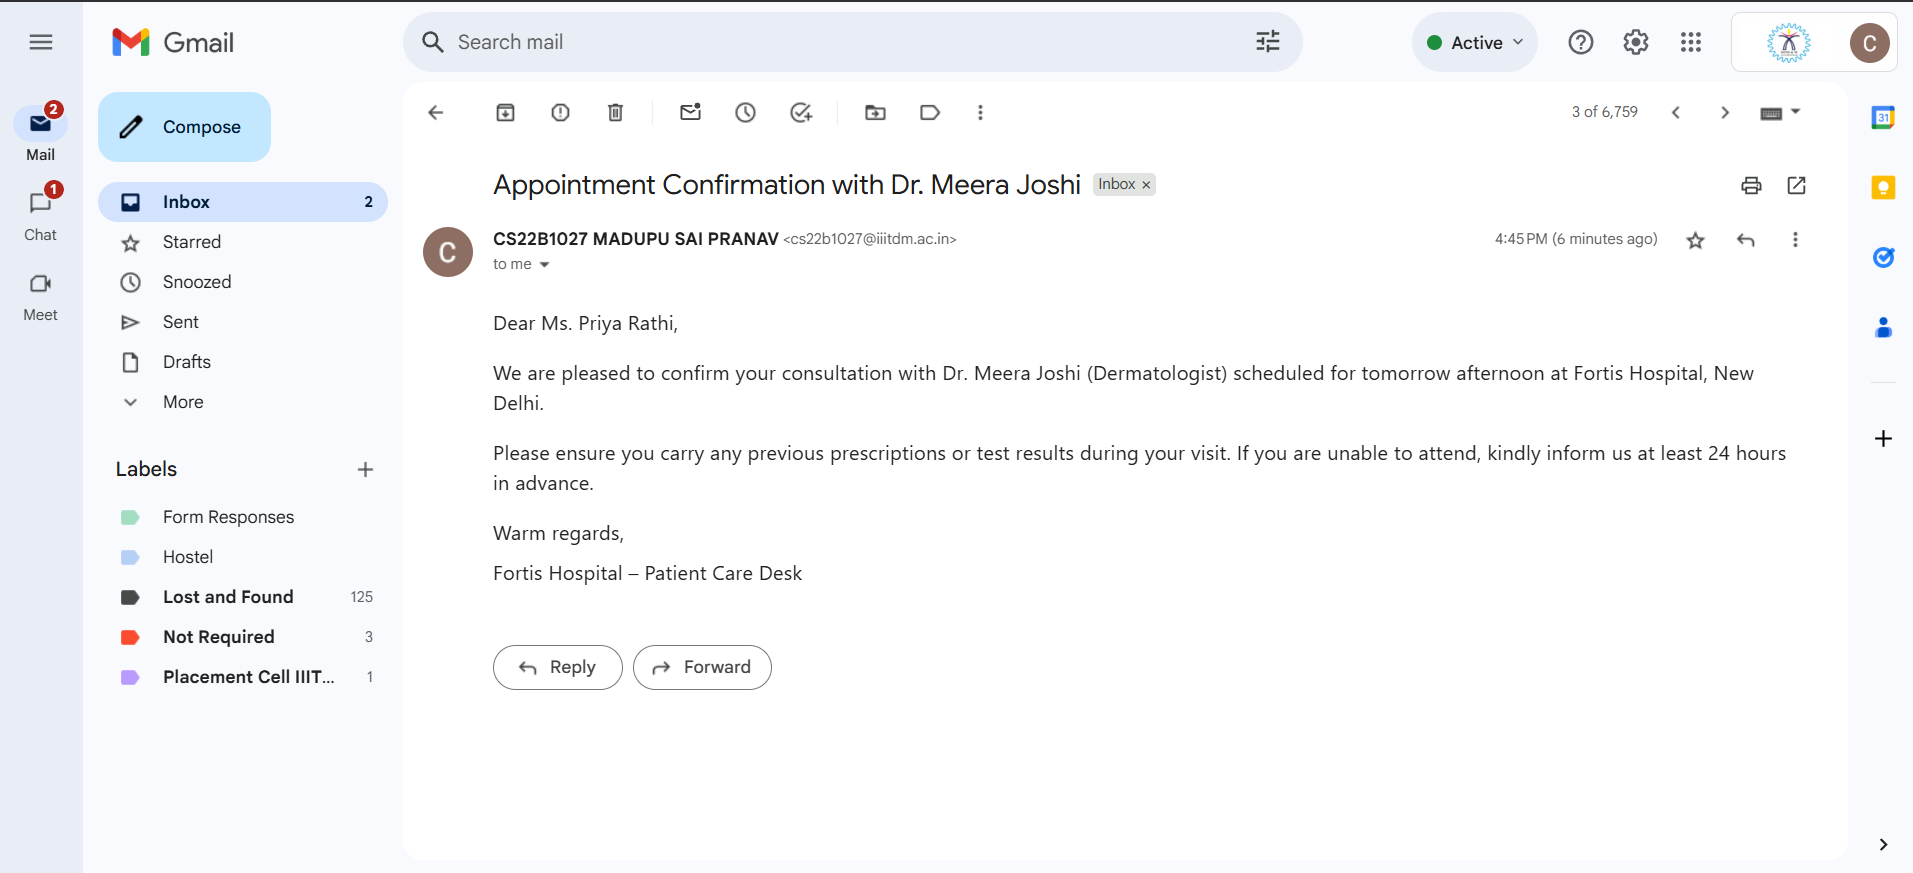 Gmail
Search mail
Active
C
2
Mail
1
Chat
Meet
Compose
Inbox 2
Starred
Snoozed
Sent
Drafts
More
Labels
Form Responses
Hostel
Lost and Found 125
Not Required 3
Placement Cell IIIT... 1
3 of 6,759
Appointment Confirmation with Dr. Meera Joshi Inbox ×
C
CS22B1027 MADUPU SAI PRANAV <cs22b1027@iiitdm.ac.in> 4:45 PM (6 minutes ago)
to me
Dear Ms. Priya Rathi,
We are pleased to confirm your consultation with Dr. Meera Joshi (Dermatologist) scheduled for tomorrow afternoon at Fortis Hospital, New
Delhi.
Please ensure you carry any previous prescriptions or test results during your visit. If you are unable to attend, kindly inform us at least 24 hours
in advance.
Warm regards,
Fortis Hospital – Patient Care Desk
Reply
Forward
31